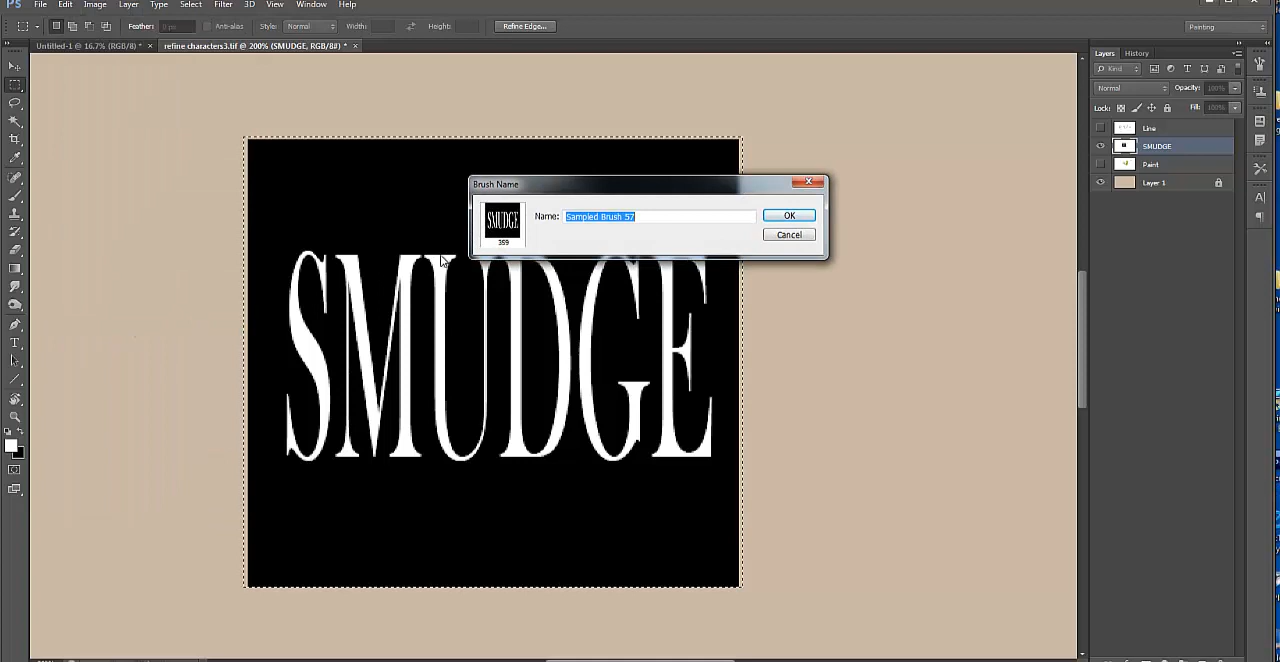 PS File Edit Image Layer Type Select Filter 3D View Window Help
Feather: 0 px Anti-alias Style: Normal Width: Height: Refine Edge... Painting
Untitled-1 @ 16.7% (RGB/8) * × refine characters3.tif @ 200% (SMUDGE, RGB/8#) * ×
Layers History
Kind
Normal Opacity: 100%
Lock: Fill: 100%
Line
SMUDGE
Paint
Layer 1
Brush Name
SMUDGE
359
Name: Sampled Brush 57
OK
Cancel
SMUDGE